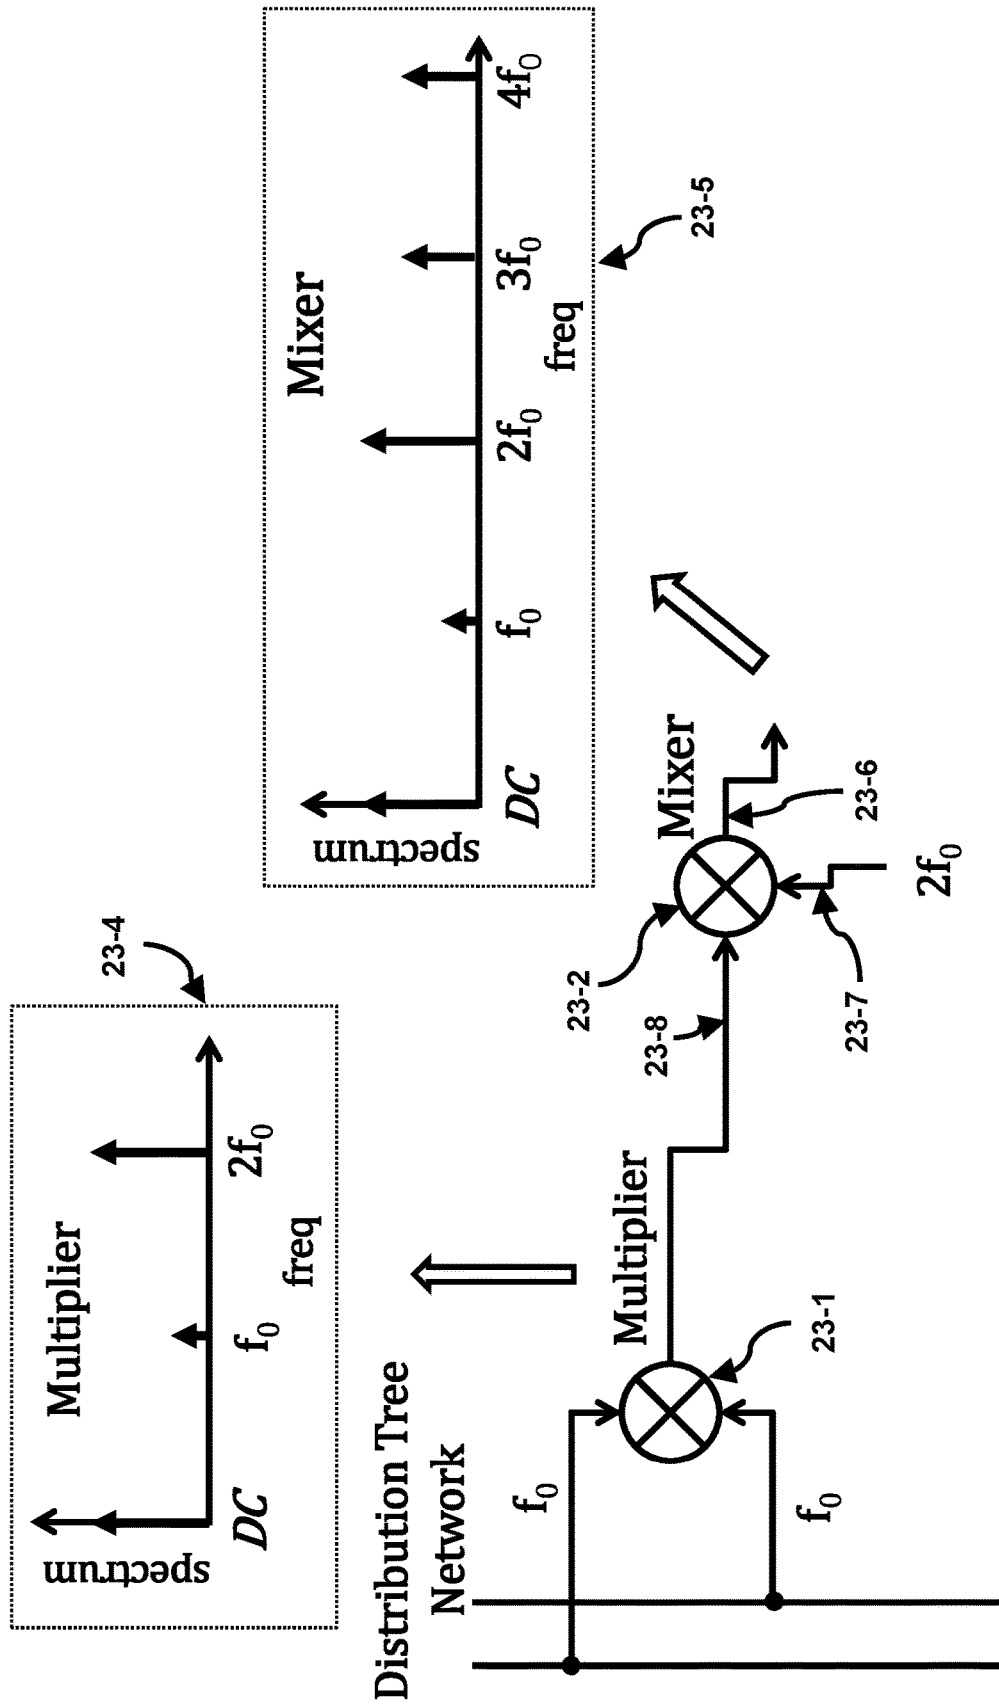 23-4
Multiplier
spectrum
DC
f0
2f0
freq
Mixer
spectrum
DC
f0
2f0
3f0
4f0
freq
23-5
Distribution Tree
Network
f0
f0
Multiplier
23-1
23-8
23-2
Mixer
23-6
23-7
2f0